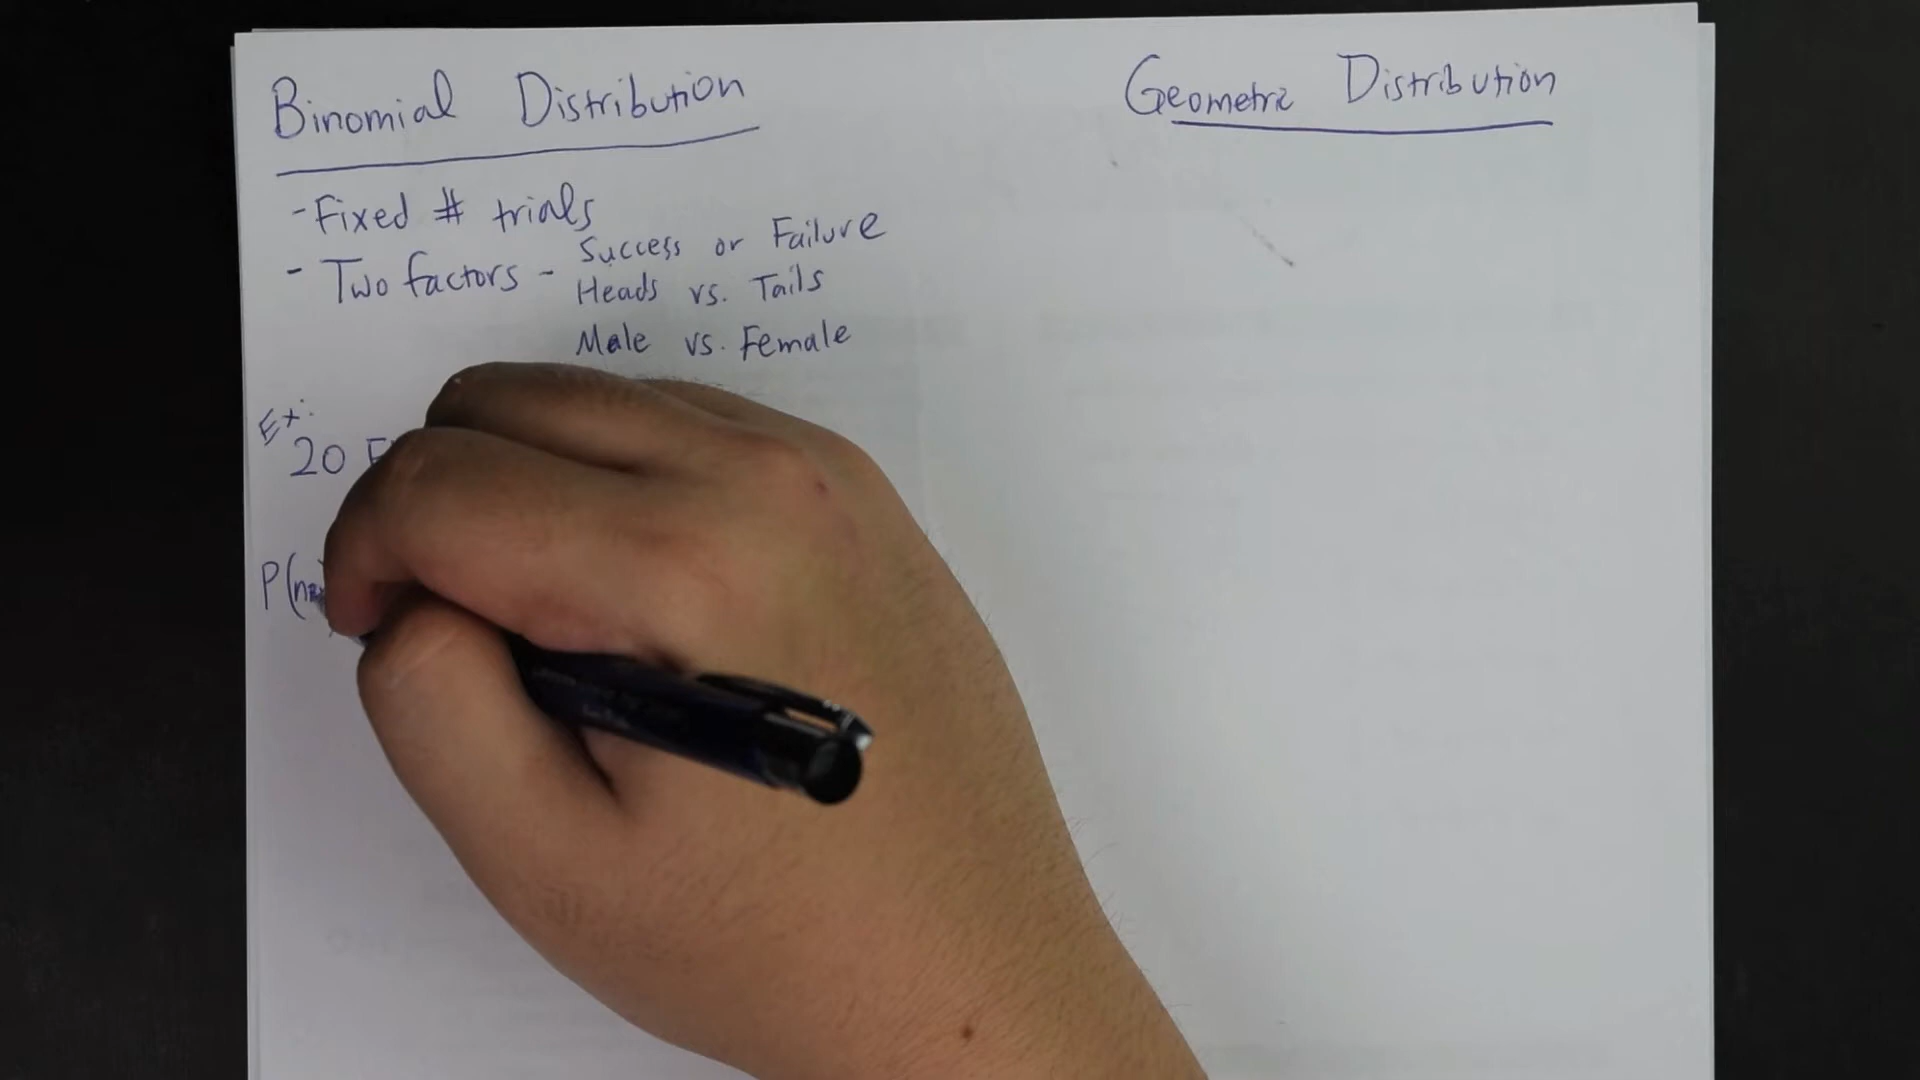 Binomial Distribution
- Fixed # trials
- Two factors - Success or Failure
Heads vs. Tails
Male vs. Female
Ex:
20
P(n
Geometric Distribution